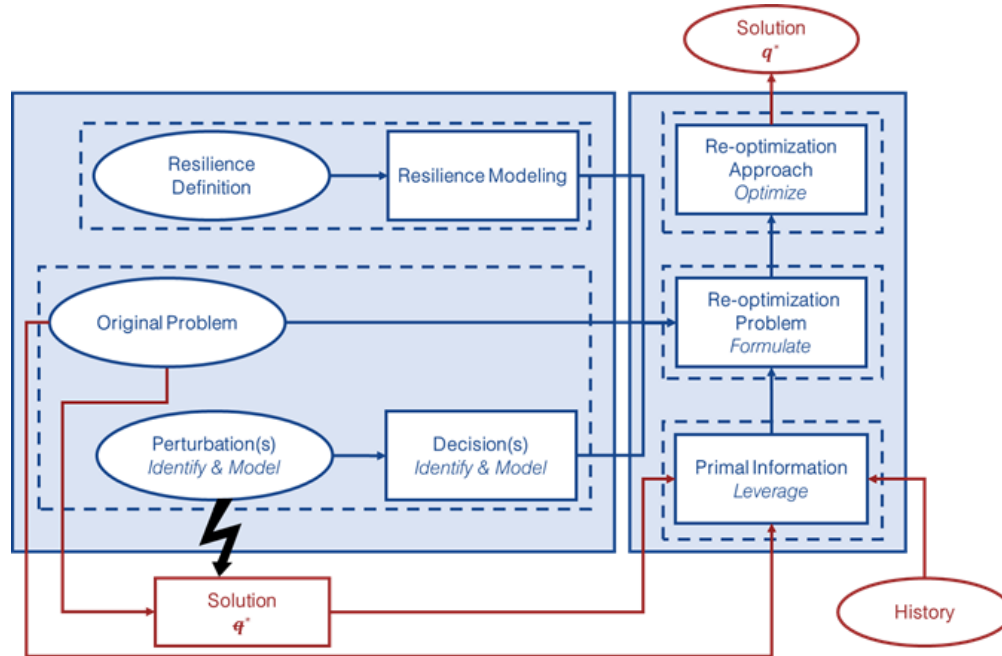 Solution
q*
Resilience
Definition
Resilience Modeling
Re-optimization
Approach
Optimize
Original Problem
Re-optimization
Problem
Formulate
Perturbation(s)
Identify & Model
Decision(s)
Identify & Model
Primal Information
Leverage
Solution
q*
History